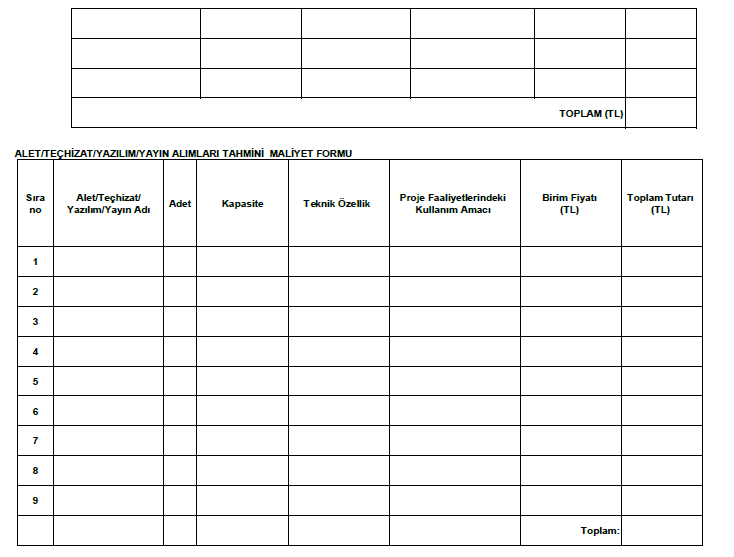 TOPLAM (TL)
ALET/TEÇHİZAT/YAZILIM/YAYIN ALIMLARI TAHMİNİ MALİYET FORMU
Sıra no
Alet/Teçhizat/ Yazılım/Yayın Adı
Adet
Kapasite
Teknik Özellik
Proje Faaliyetlerindeki Kullanım Amacı
Birim Fiyatı (TL)
Toplam Tutarı (TL)
1
2
3
4
5
6
7
8
9
Toplam: